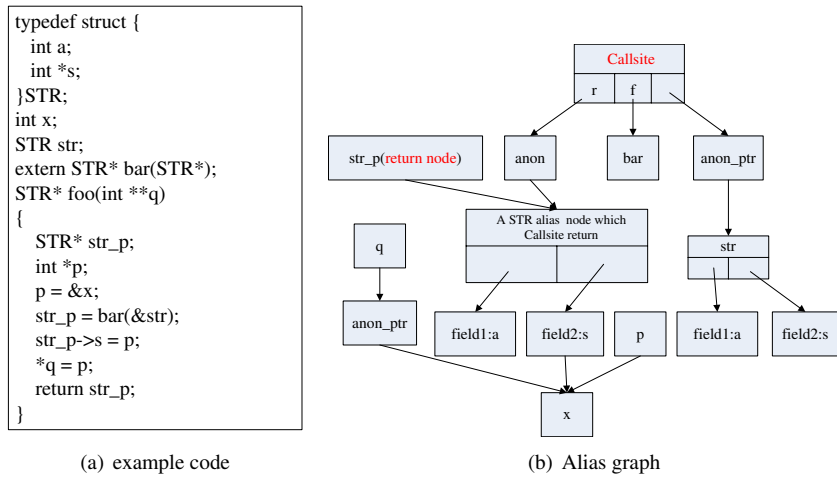 typedef struct {
int a;
int *s;
}STR;
int x;
STR str;
extern STR* bar(STR*);
STR* foo(int **q)
{
STR* str_p;
int *p;
p = &x;
str_p = bar(&str);
str_p->s = p;
*q = p;
return str_p;
}
(a) example code
Callsite
r f
str_p(return node)
anon
bar
anon_ptr
A STR alias node which
Callsite return
str
q
anon_ptr
field1:a
field2:s
p
field1:a
field2:s
x
(b) Alias graph